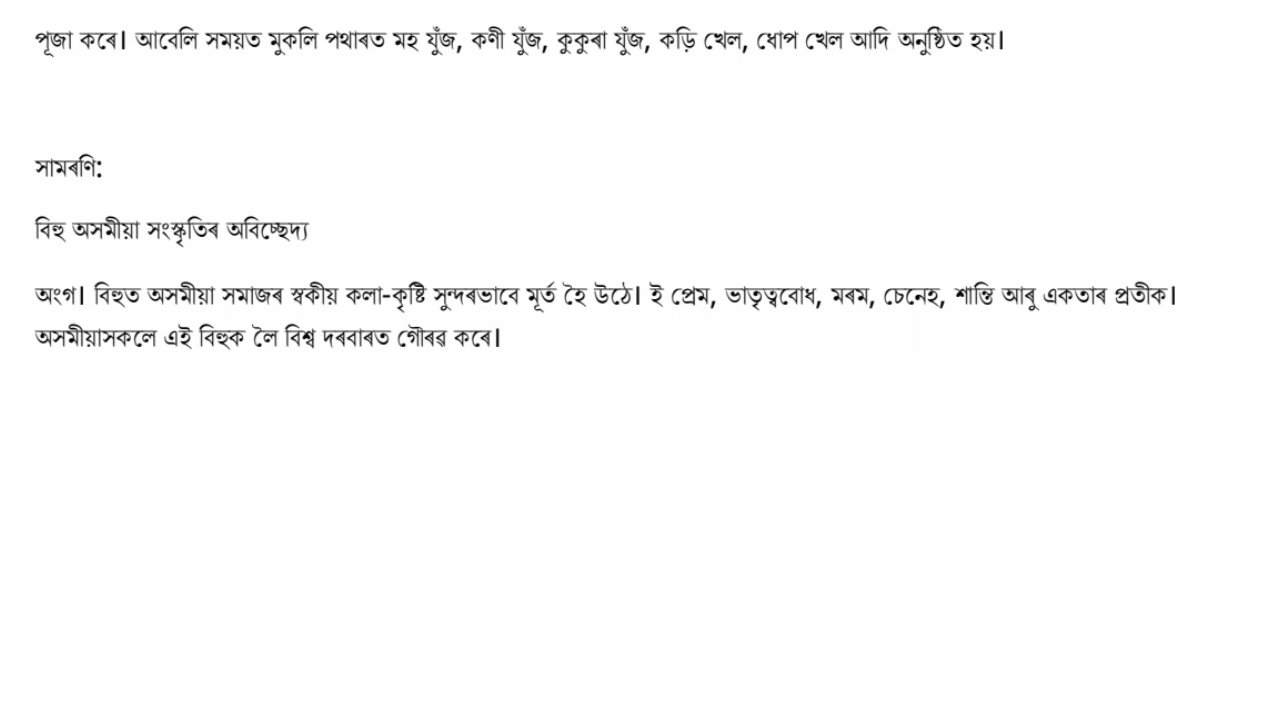 পূজা কৰে। আবেলি সময়ত মুকলি পথাৰত মহ যুঁজ, কণী যুঁজ, কুকুৰা যুঁজ, কড়ি খেল, ধোপ খেল আদি অনুষ্ঠিত হয়।
সামৰণি:
বিহু অসমীয়া সংস্কৃতিৰ অবিচ্ছেদ্য
অংগ। বিহুত অসমীয়া সমাজৰ স্বকীয় কলা-কৃষ্টি সুন্দৰভাবে মূৰ্ত হৈ উঠে। ই প্ৰেম, ভাতৃত্ববোধ, মৰম, চেনেহ, শান্তি আৰু একতাৰ প্ৰতীক।
অসমীয়াসকলে এই বিহুক লৈ বিশ্ব দৰবাৰত গৌৰৱ কৰে।